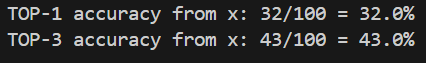 TOP-1 accuracy from x: 32/100 = 32.0%
TOP-3 accuracy from x: 43/100 = 43.0%